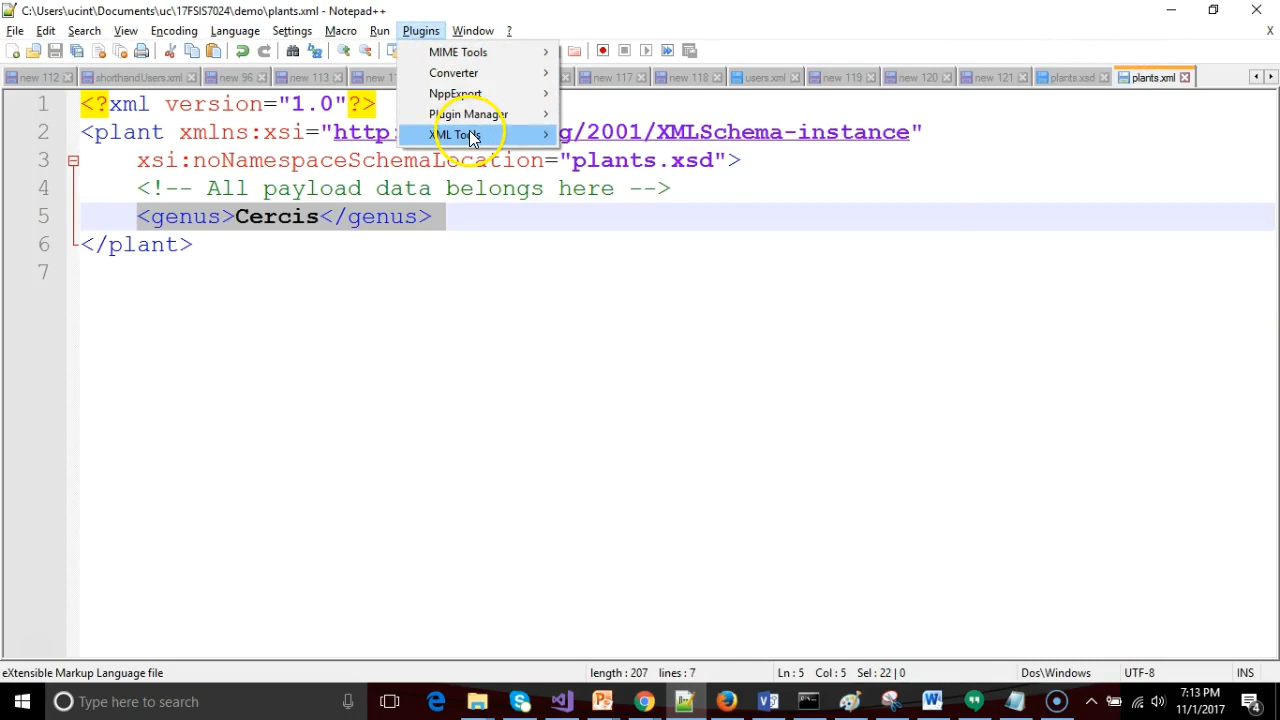 C:\Users\ucint\Documents\uc\17FSIS7024\demo\plants.xml - Notepad++
File Edit Search View Encoding Language Settings Macro Run Plugins Window ?
X
new 112 shorthandUsers.xml new 96 new 113 new 117 new 118 users.xml new 119 new 120 new 121 plants.xsd plants.xml
MIME Tools
Converter
NppExport
Plugin Manager
XML Tools
1 <?xml version="1.0"?>
2 <plant xmlns:xsi="http: g/2001/XMLSchema-instance"
3 xsi:noNamespaceSchemaLocation="plants.xsd">
4 <!-- All payload data belongs here -->
5 <genus>Cercis</genus>
6 </plant>
7
eXtensible Markup Language file length : 207 lines : 7 Ln : 5 Col : 5 Sel : 22 | 0 Dos\Windows UTF-8 INS
Type here to search
7:13 PM
11/1/2017
4